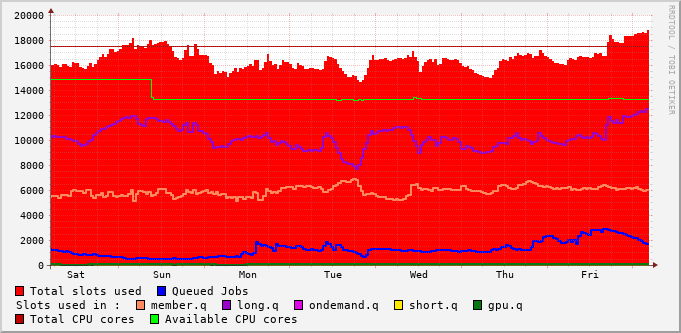 20000
18000
16000
14000
12000
10000
8000
6000
4000
2000
0
Sat Sun Mon Tue Wed Thu Fri
RRDTOOL / TOBI OETIKER
Total slots used Queued Jobs
Slots used in : member.q long.q ondemand.q short.q gpu.q
Total CPU cores Available CPU cores